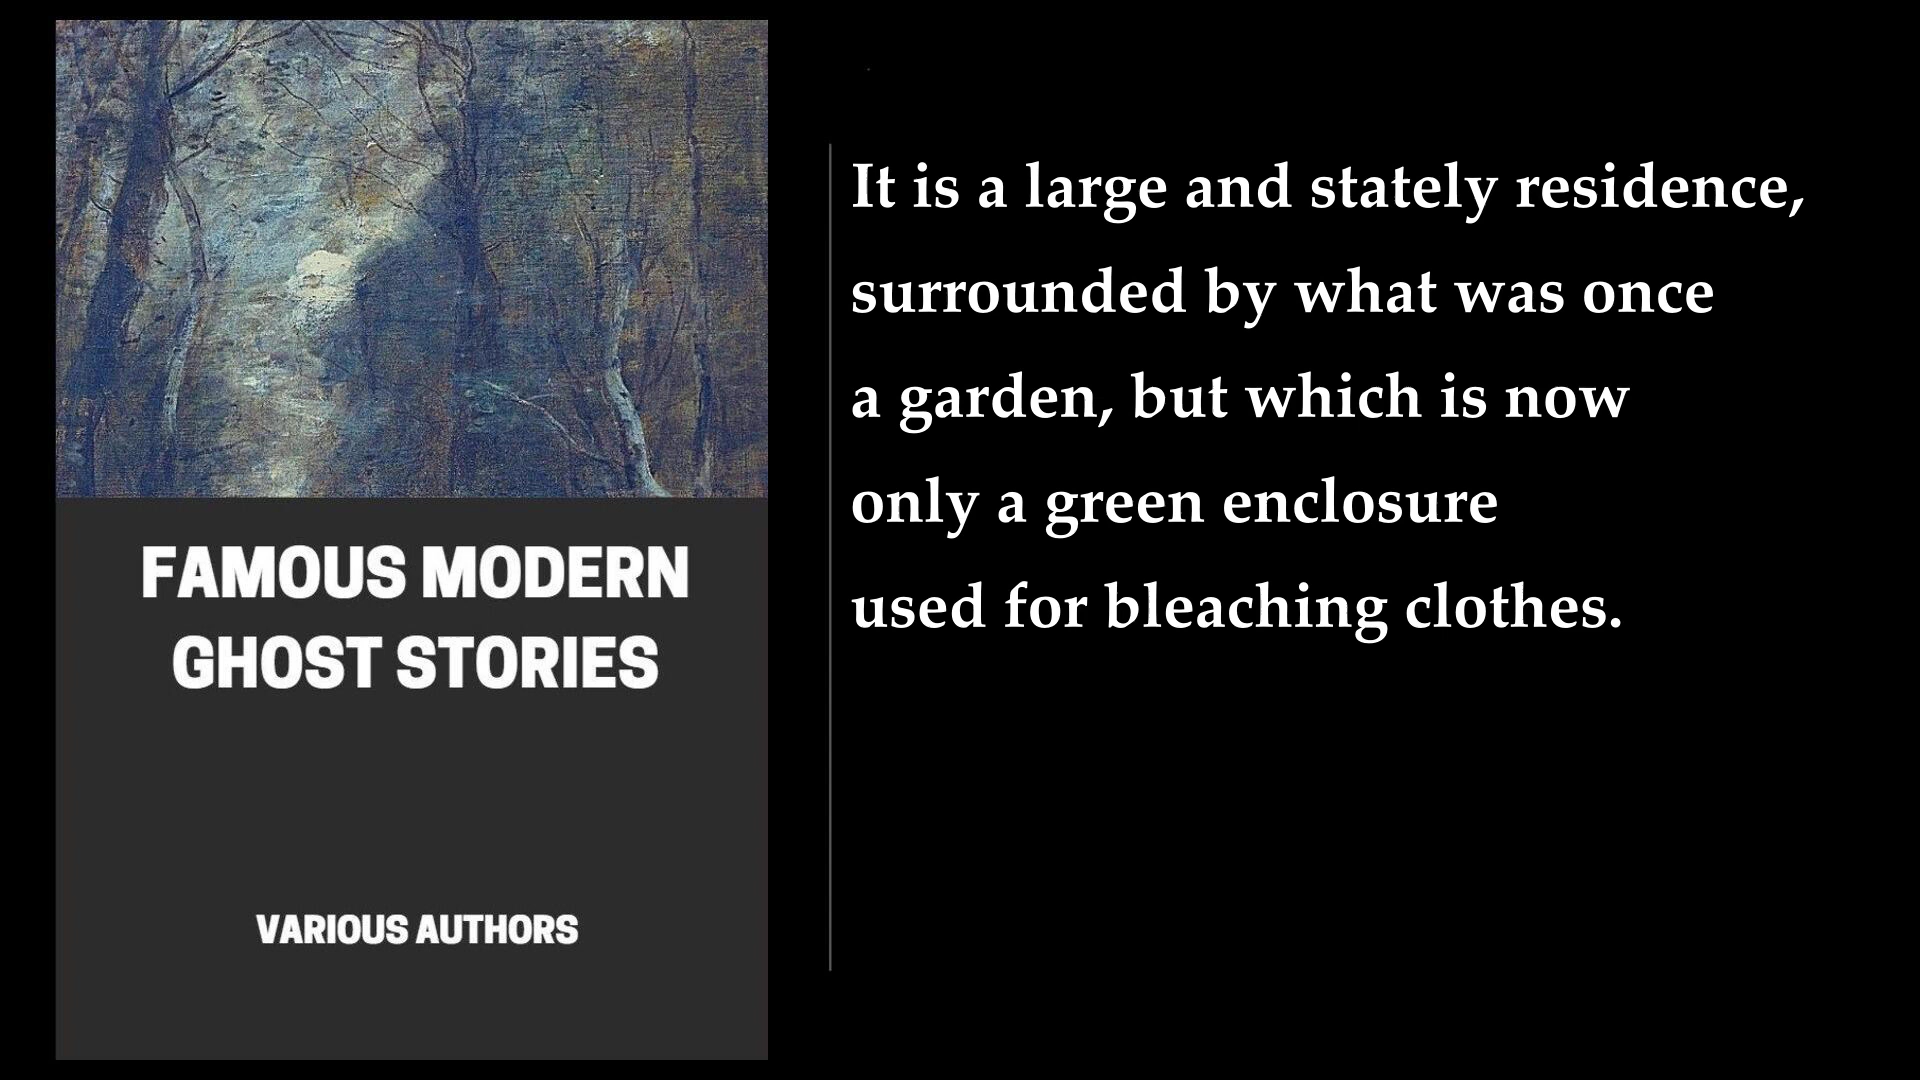 FAMOUS MODERN
GHOST STORIES
VARIOUS AUTHORS
It is a large and stately residence,
surrounded by what was once
a garden, but which is now
only a green enclosure
used for bleaching clothes.